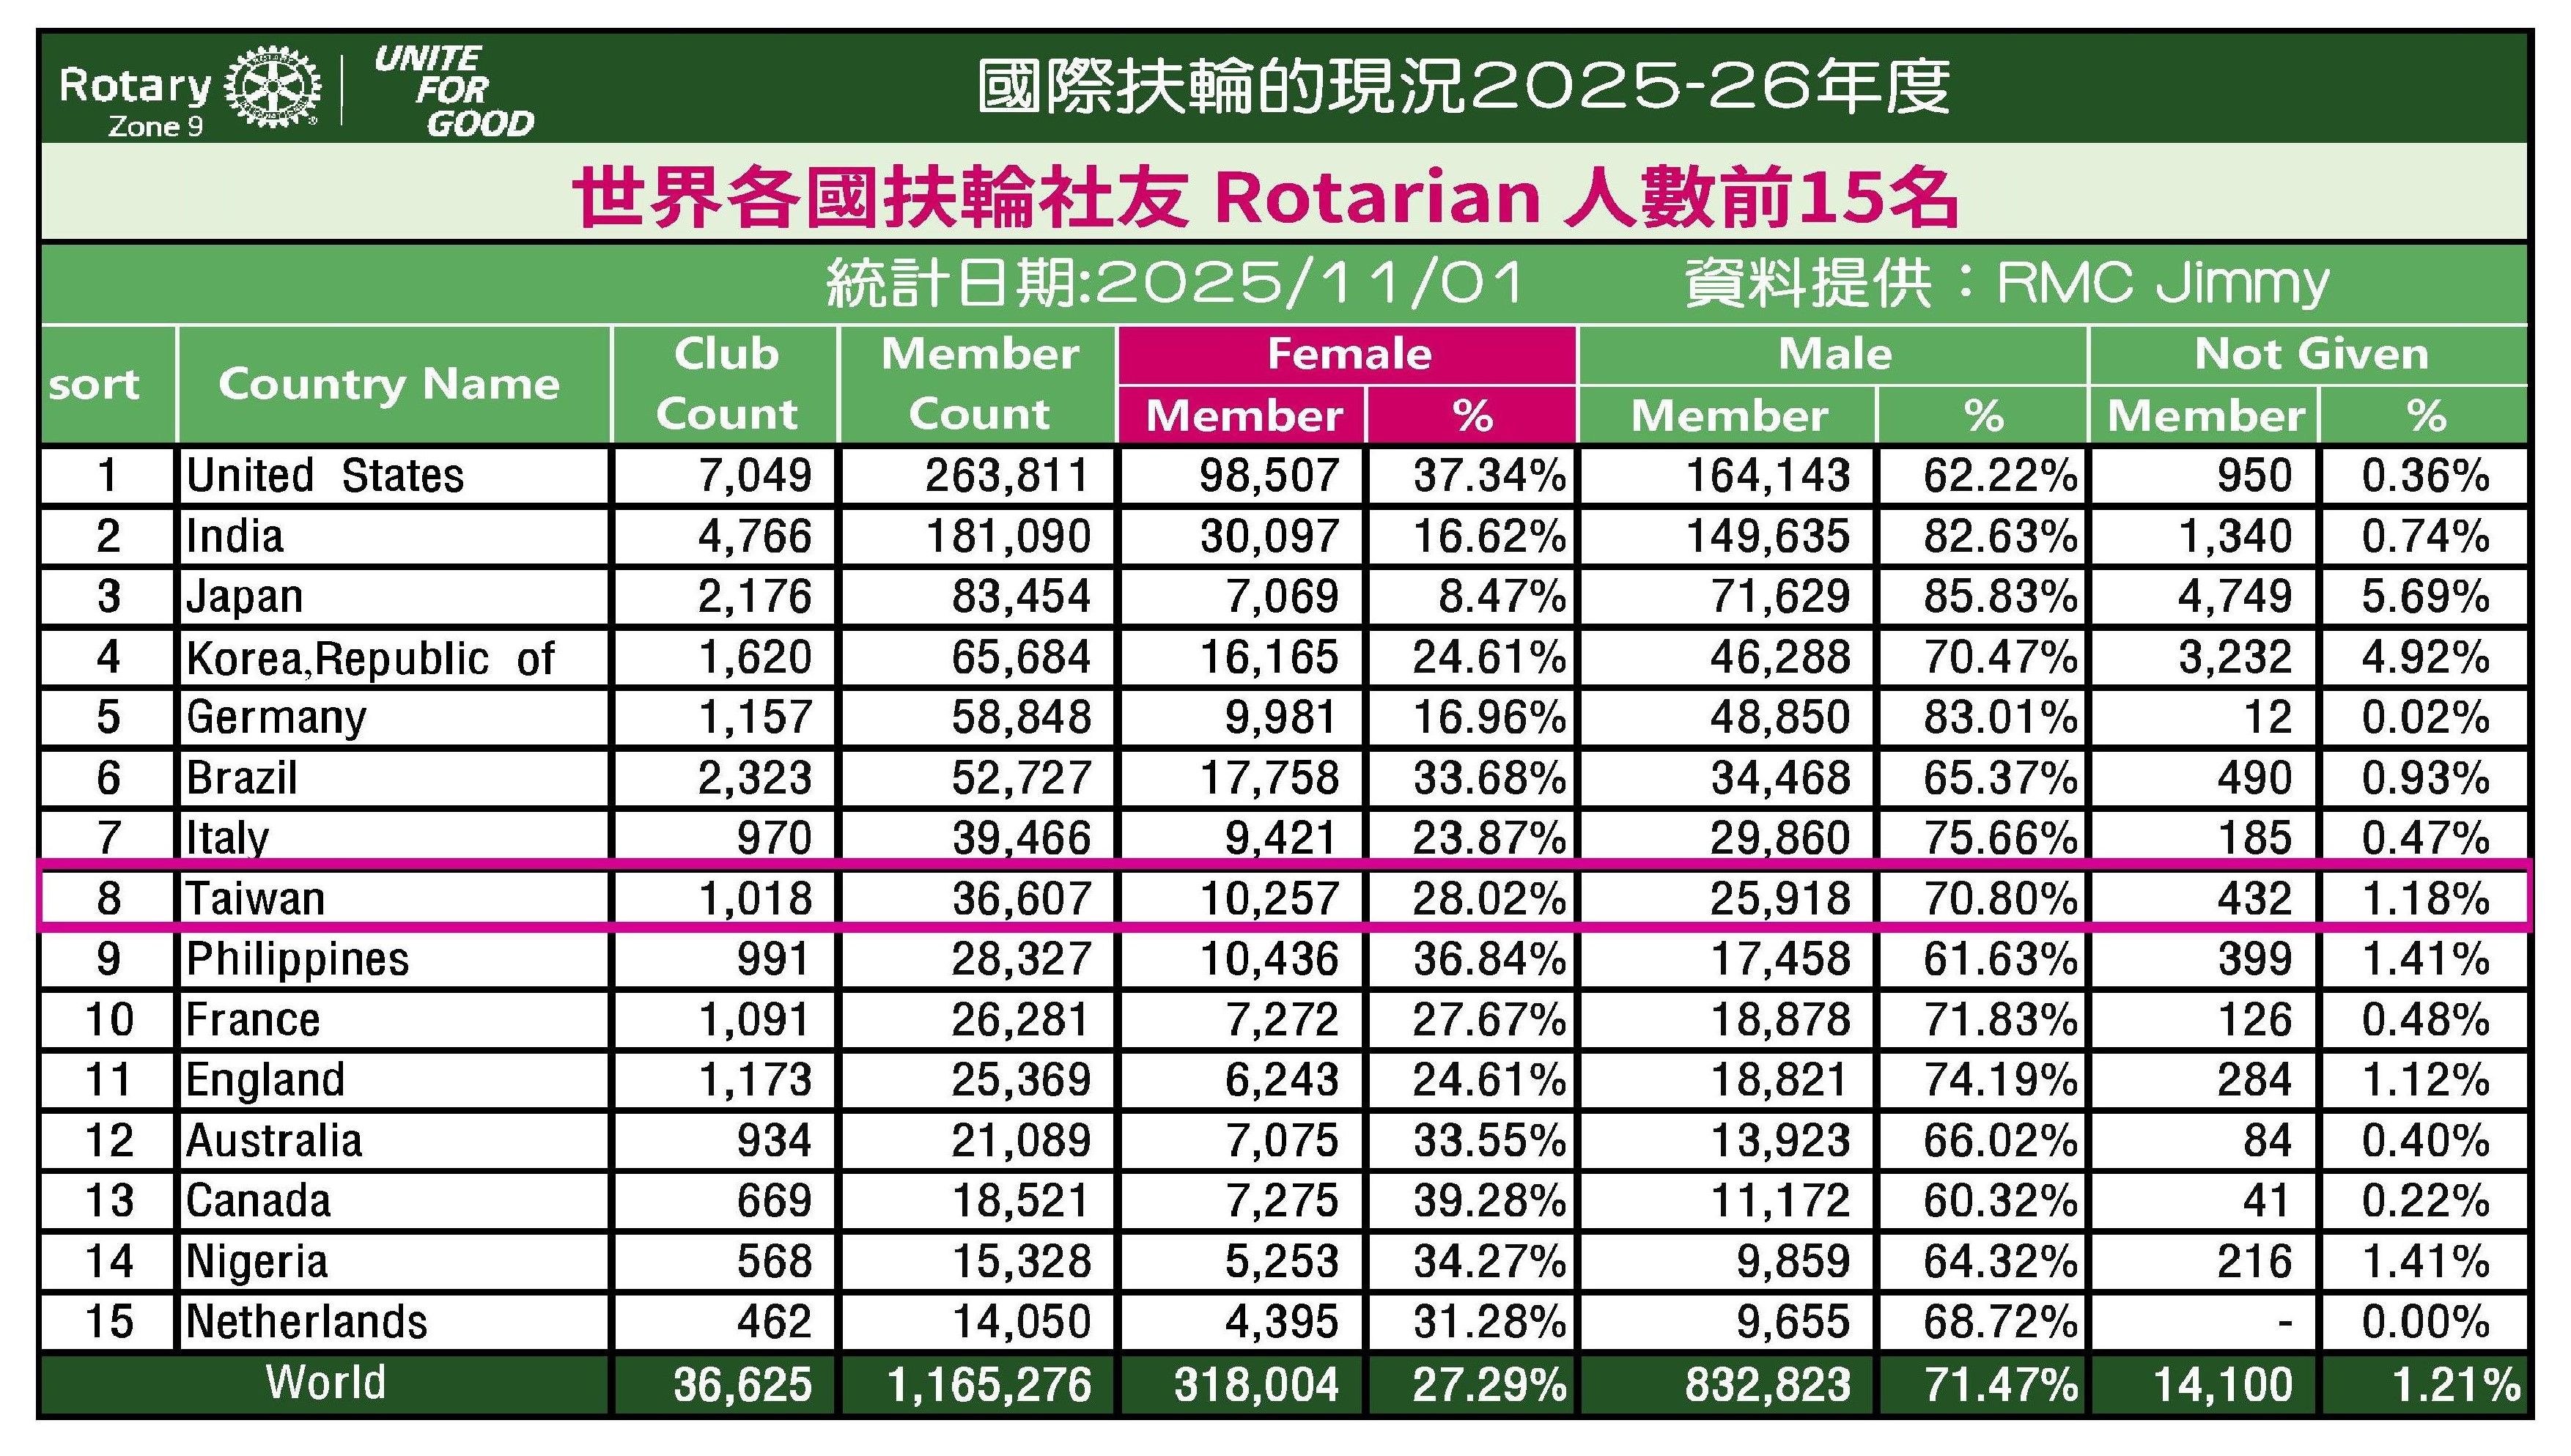 Rotary
Zone 9
UNITE
FOR
GOOD
國際扶輪的現況2025-26年度
世界各國扶輪社友 Rotarian 人數前15名
統計日期:2025/11/01 資料提供：RMC Jimmy
sort Country Name Club Count Member Count Female Male Not Given
Member % Member % Member %
1 United States 7,049 263,811 98,507 37.34% 164,143 62.22% 950 0.36%
2 India 4,766 181,090 30,097 16.62% 149,635 82.63% 1,340 0.74%
3 Japan 2,176 83,454 7,069 8.47% 71,629 85.83% 4,749 5.69%
4 Korea,Republic of 1,620 65,684 16,165 24.61% 46,288 70.47% 3,232 4.92%
5 Germany 1,157 58,848 9,981 16.96% 48,850 83.01% 12 0.02%
6 Brazil 2,323 52,727 17,758 33.68% 34,468 65.37% 490 0.93%
7 Italy 970 39,466 9,421 23.87% 29,860 75.66% 185 0.47%
8 Taiwan 1,018 36,607 10,257 28.02% 25,918 70.80% 432 1.18%
9 Philippines 991 28,327 10,436 36.84% 17,458 61.63% 399 1.41%
10 France 1,091 26,281 7,272 27.67% 18,878 71.83% 126 0.48%
11 England 1,173 25,369 6,243 24.61% 18,821 74.19% 284 1.12%
12 Australia 934 21,089 7,075 33.55% 13,923 66.02% 84 0.40%
13 Canada 669 18,521 7,275 39.28% 11,172 60.32% 41 0.22%
14 Nigeria 568 15,328 5,253 34.27% 9,859 64.32% 216 1.41%
15 Netherlands 462 14,050 4,395 31.28% 9,655 68.72% - 0.00%
World 36,625 1,165,276 318,004 27.29% 832,823 71.47% 14,100 1.21%